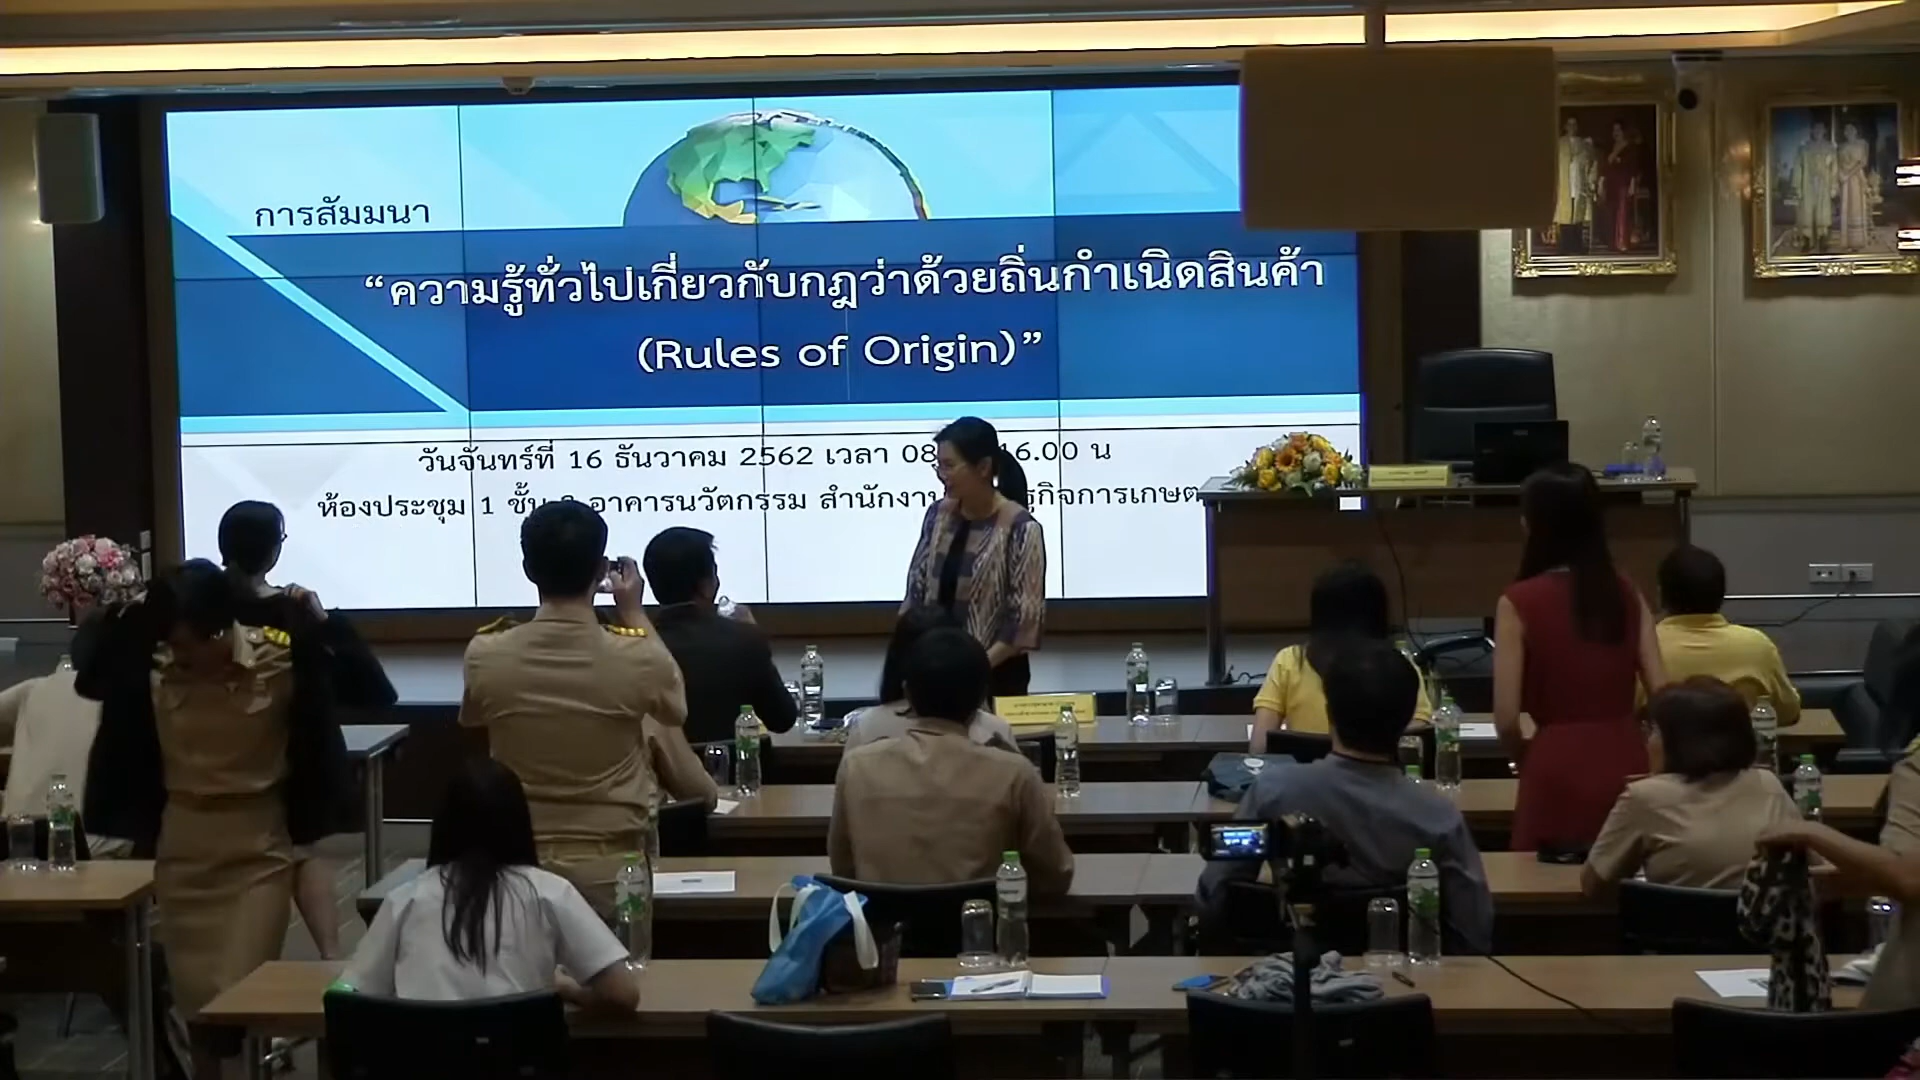 การสัมมนา
“ความรู้ทั่วไปเกี่ยวกับกฎว่าด้วยถิ่นกำเนิดสินค้า
(Rules of Origin)”
วันจันทร์ที่ 16 ธันวาคม 2562 เวลา 08 16.00 น
ห้องประชุม 1 ชั้น อาคารนวัตกรรม สำนักงาน